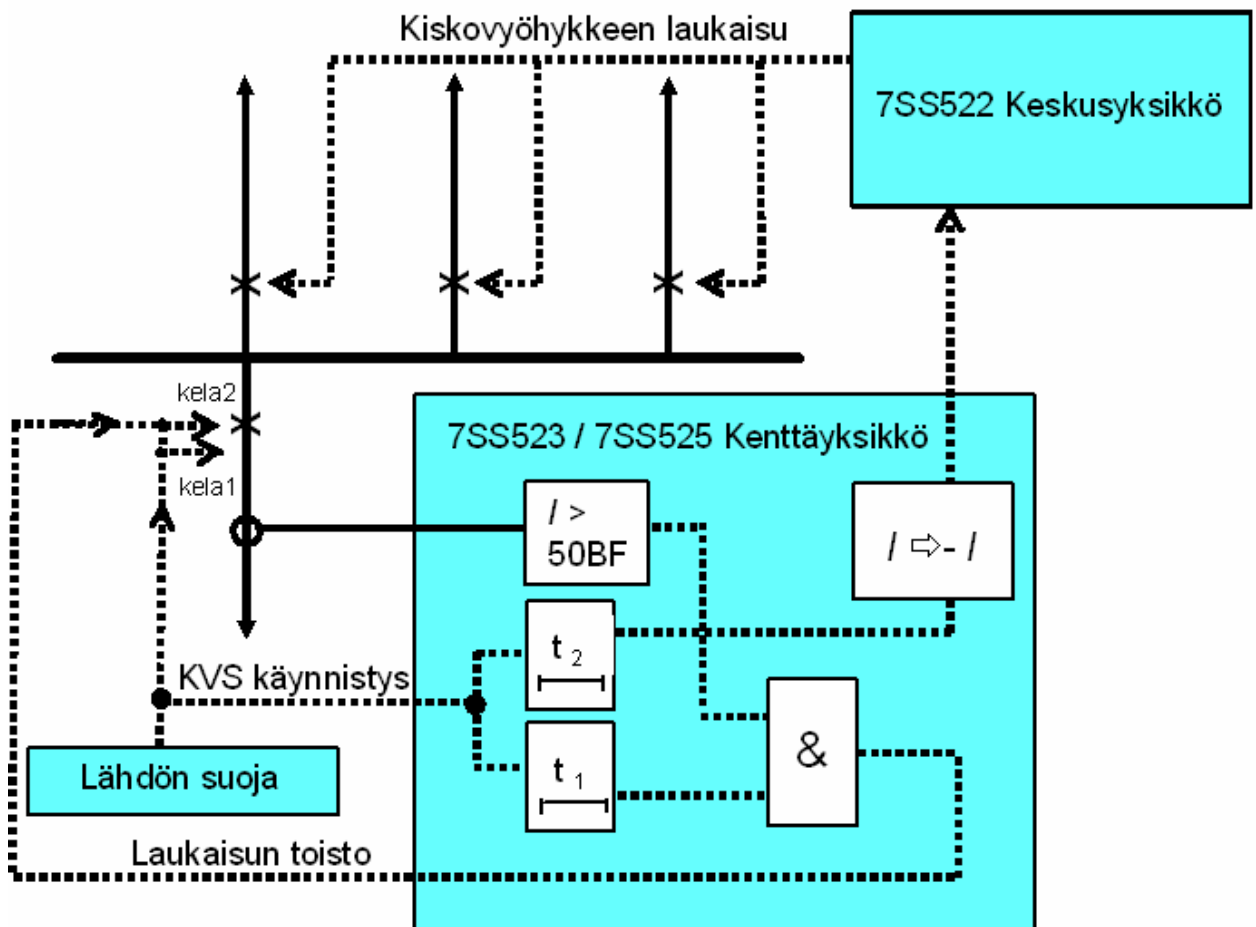 Kiskovyöhykkeen laukaisu
7SS522 Keskusyksikkö
kela2
kela1
7SS523 / 7SS525 Kenttäyksikkö
I >
50BF
I ⇨- I
t 2
KVS käynnistys
t 1
&
Lähdön suoja
Laukaisun toisto